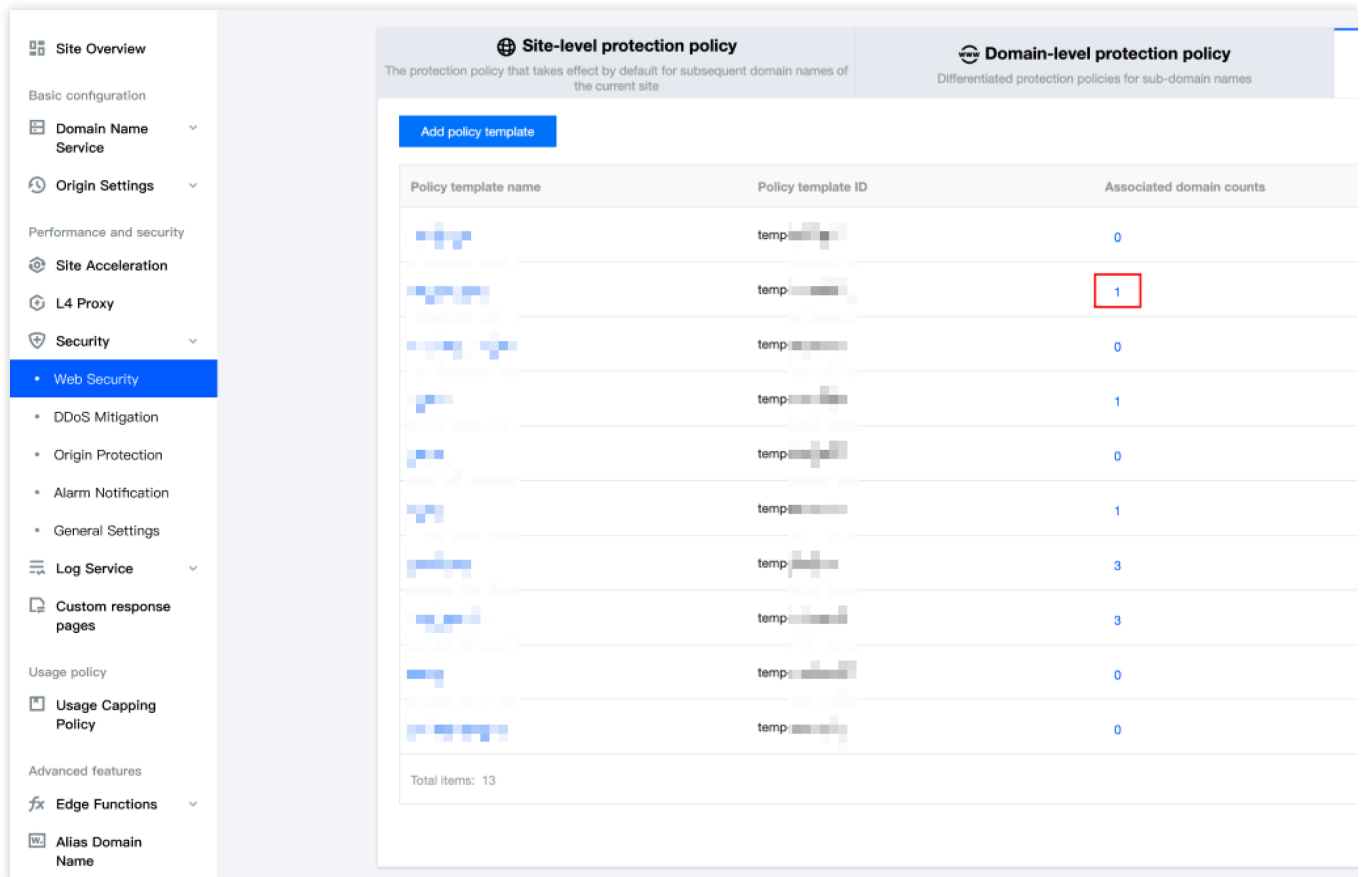 Site Overview
Basic configuration
Domain Name
Service
Origin Settings
Performance and security
Site Acceleration
L4 Proxy
Security
Web Security
DDoS Mitigation
Origin Protection
Alarm Notification
General Settings
Log Service
Custom response
pages
Usage policy
Usage Capping
Policy
Advanced features
fx Edge Functions
W. Alias Domain
Name
Site-level protection policy
The protection policy that takes effect by default for subsequent domain names of
the current site
www Domain-level protection policy
Differentiated protection policies for sub-domain names
Add policy template
Policy template name Policy template ID Associated domain counts
temp- 0
temp- 1
temp- 0
temp- 1
temp- 0
temp- 1
temp- 3
temp- 3
temp- 0
temp- 0
Total items: 13